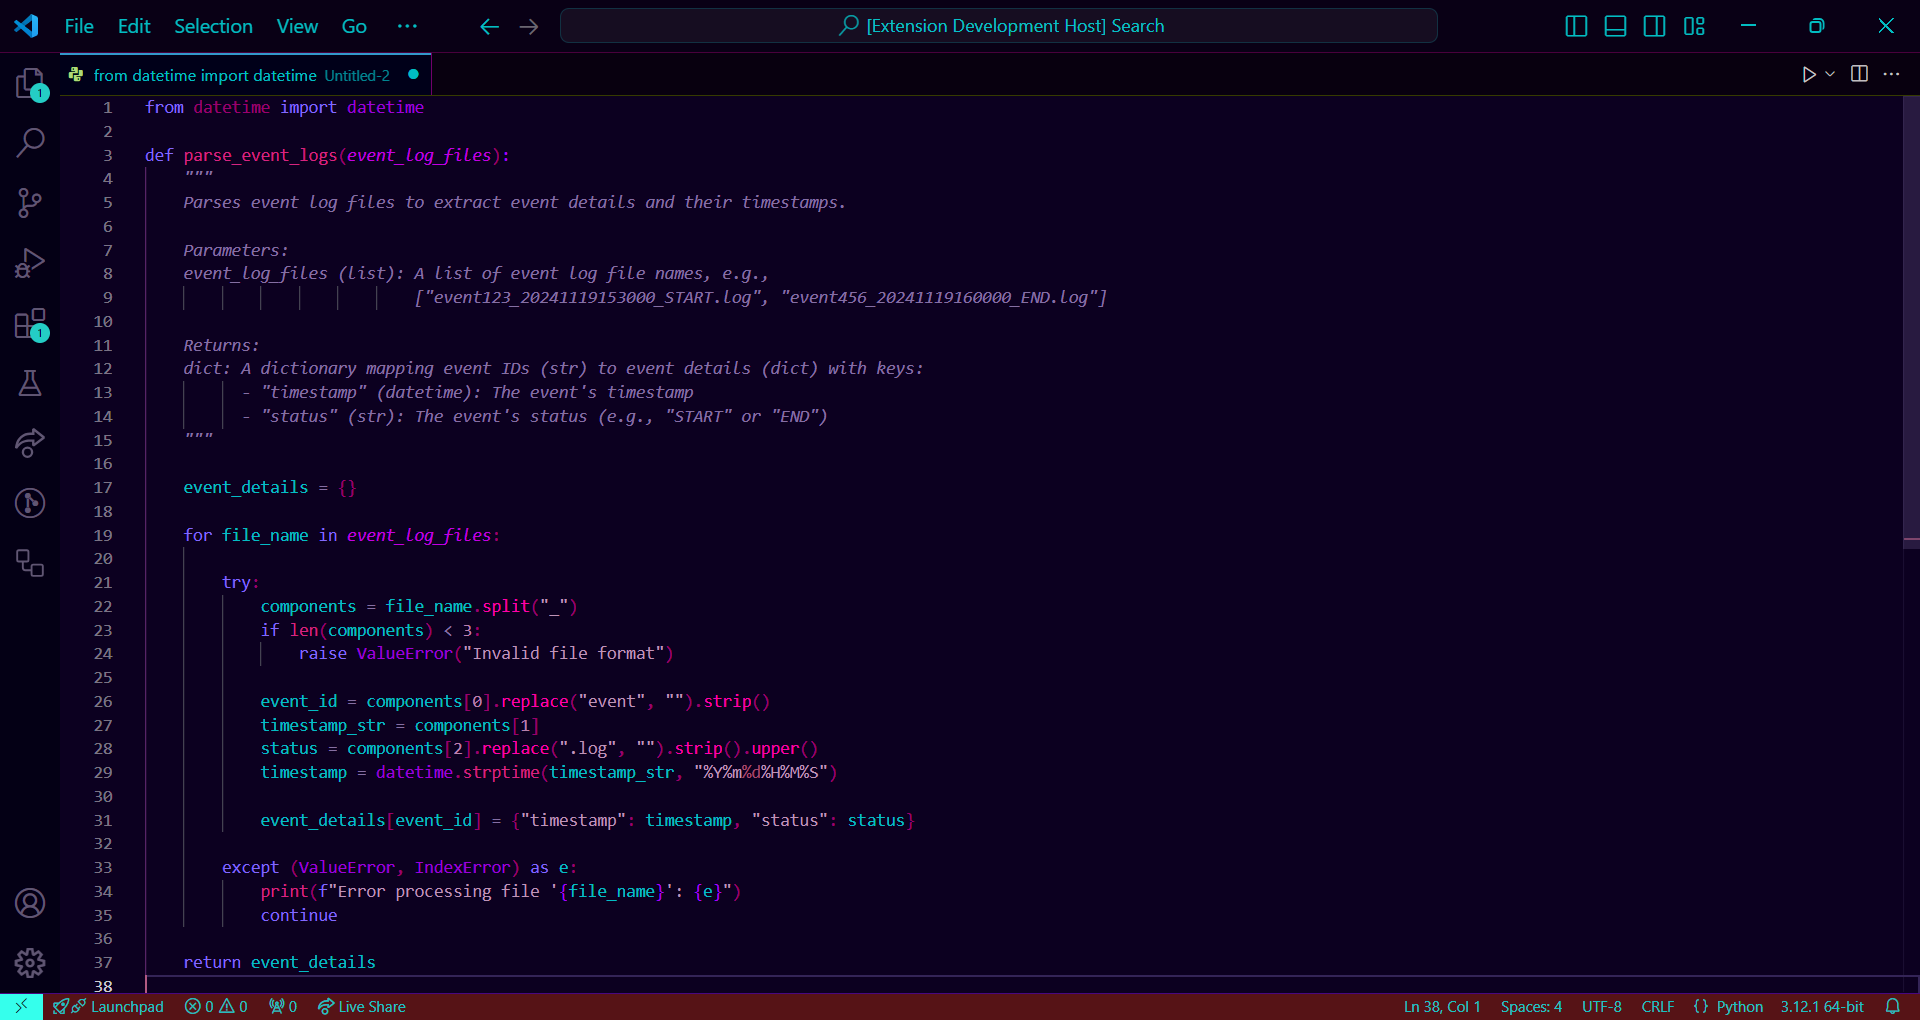 File Edit Selection View Go ··· [Extension Development Host] Search
from datetime import datetime Untitled-2
1 from datetime import datetime
2
3 def parse_event_logs(event_log_files):
4 """
5 Parses event log files to extract event details and their timestamps.
6
7 Parameters:
8 event_log_files (list): A list of event log file names, e.g.,
9 ["event123_20241119153000_START.log", "event456_20241119160000_END.log"]
10
11 Returns:
12 dict: A dictionary mapping event IDs (str) to event details (dict) with keys:
13 - "timestamp" (datetime): The event's timestamp
14 - "status" (str): The event's status (e.g., "START" or "END")
15 """
16
17 event_details = {}
18
19 for file_name in event_log_files:
20
21 try:
22 components = file_name.split("_")
23 if len(components) < 3:
24 raise ValueError("Invalid file format")
25
26 event_id = components[0].replace("event", "").strip()
27 timestamp_str = components[1]
28 status = components[2].replace(".log", "").strip().upper()
29 timestamp = datetime.strptime(timestamp_str, "%Y%m%d%H%M%S")
30
31 event_details[event_id] = {"timestamp": timestamp, "status": status}
32
33 except (ValueError, IndexError) as e:
34 print(f"Error processing file '{file_name}': {e}")
35 continue
36
37 return event_details
38
1
1
Launchpad 0 0 0 Live Share Ln 38, Col 1 Spaces: 4 UTF-8 CRLF {} Python 3.12.1 64-bit